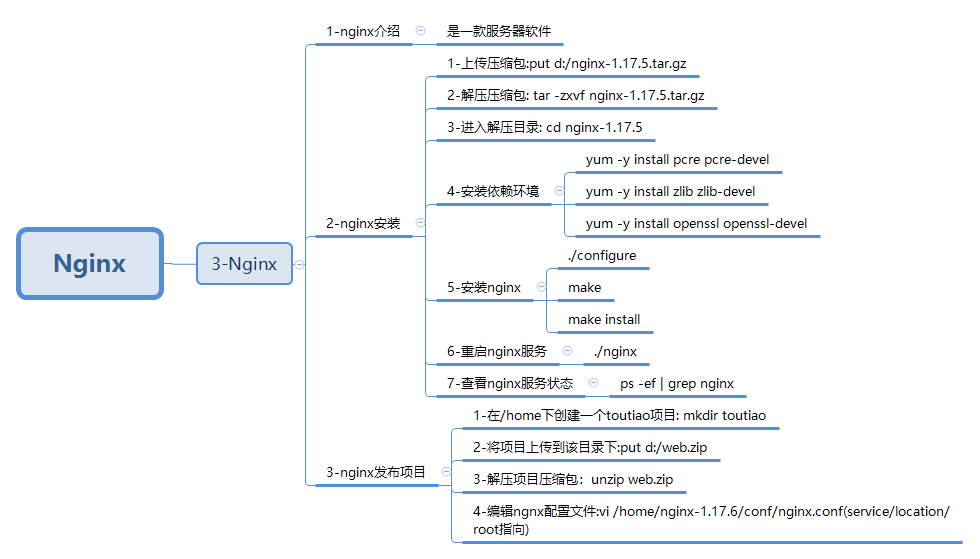 Nginx
3-Nginx
1-nginx介绍
是一款服务器软件
2-nginx安装
1-上传压缩包:put d:/nginx-1.17.5.tar.gz
2-解压压缩包: tar -zxvf nginx-1.17.5.tar.gz
3-进入解压目录: cd nginx-1.17.5
4-安装依赖环境
yum -y install pcre pcre-devel
yum -y install zlib zlib-devel
yum -y install openssl openssl-devel
5-安装nginx
./configure
make
make install
6-重启nginx服务
./nginx
7-查看nginx服务状态
ps -ef | grep nginx
3-nginx发布项目
1-在/home下创建一个toutiao项目: mkdir toutiao
2-将项目上传到该目录下:put d:/web.zip
3-解压项目压缩包：unzip web.zip
4-编辑ngnx配置文件:vi /home/nginx-1.17.6/conf/nginx.conf(service/location/
root指向)